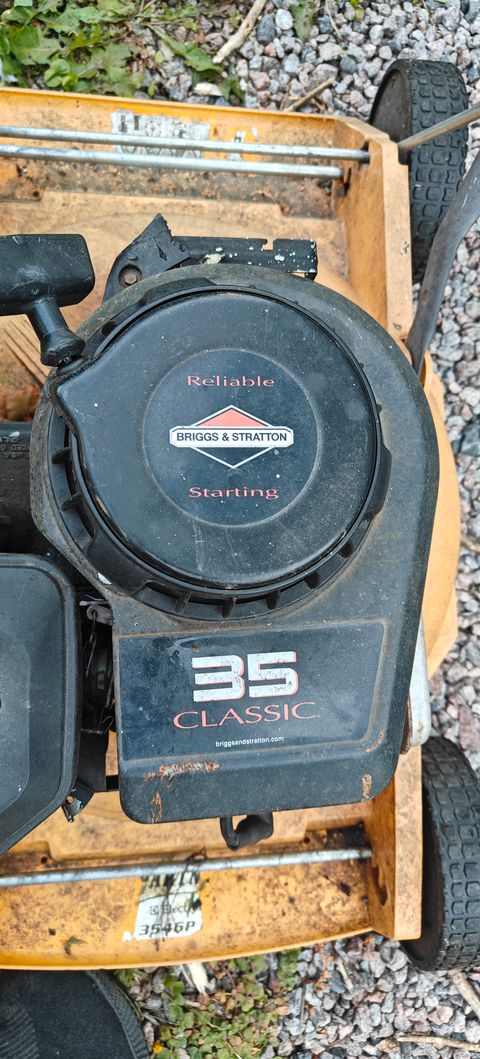 Reliable
BRIGGS & STRATTON
®
Starting
35
CLASSIC
briggsandstratton.com
3546P